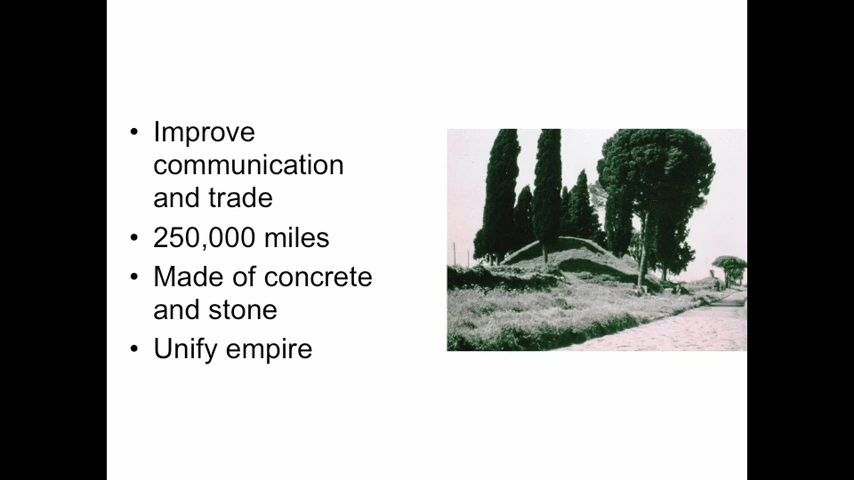 • Improve
communication
and trade
• 250,000 miles
• Made of concrete
and stone
• Unify empire